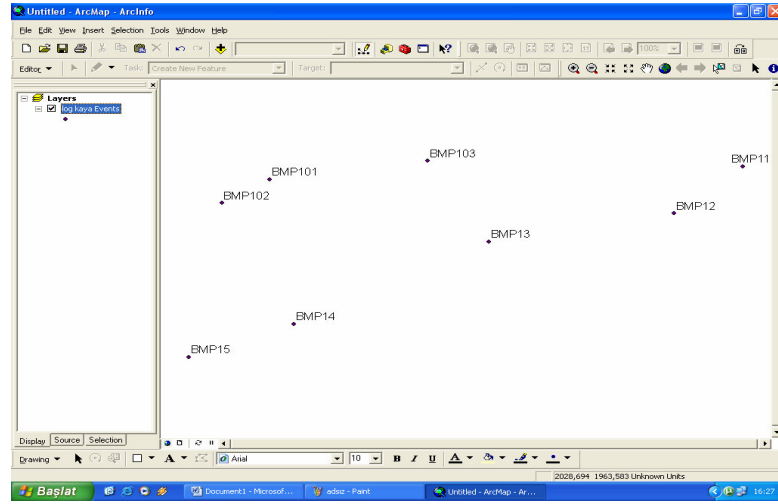 Untitled - ArcMap - ArcInfo
File Edit View Insert Selection Tools Window Help
100%
Editor Task: Create New Feature Target:
Layers
log kaya Events
BMP103
BMP11
BMP101
BMP102
BMP12
BMP13
BMP14
BMP15
Display Source Selection
Drawing A Arial 10 B I U A
2028,694 1963,583 Unknown Units
Başlat Document1 - Microsof... adsız - Paint Untitled - ArcMap - Ar... 16:27